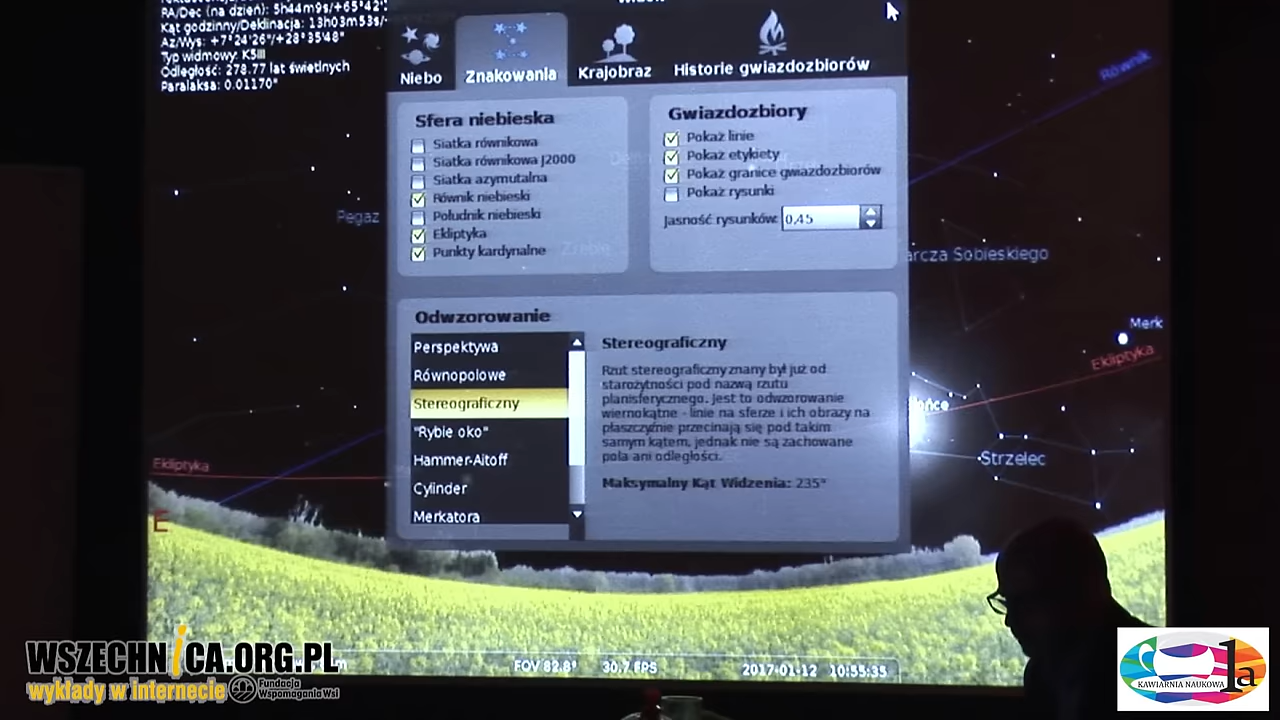 RA/Dec (na dzień): 5h44m9s/+65°42'
Kąt godzinny/Deklinacja: 13h03m53s/
Az/Wys: +7°24'26"/+28°35'48"
Typ widmowy: K5III
Odległość: 278.77 lat świetlnych
Paralaksa: 0.01170"
Niebo
Znakowania
Krajobraz
Historie gwiazdozbiorów
Równik
Sfera niebieska
Siatka równikowa
Siatka równikowa J2000
Siatka azymutalna
Równik niebieski
Południk niebieski
Ekliptyka
Punkty kardynalne
Gwiazdozbiory
Pokaż linie
Pokaż etykiety
Pokaż granice gwiazdozbiorów
Pokaż rysunki
Jasność rysunków: 0,45
Pegaz
Źrebię
arcza Sobieskiego
Merk
Ekliptyka
Strzelec
Odwzorowanie
Perspektywa
Równopolowe
Stereograficzny
"Rybie oko"
Hammer-Aitoff
Cylinder
Merkatora
Stereograficzny
Rzut stereograficzny znany był już od
starożytności pod nazwą rzutu
planisferycznego. Jest to odwzorowanie
wiernokątne - linie na sferze i ich obrazy na
płaszczyźnie przecinają się pod takim
samym kątem, jednak nie są zachowane
pola ani odległości.
Maksymalny Kąt Widzenia: 235°
Ekliptyka
E
FOV 82.8°
30.7 FPS
2017-01-12 10:55:35
WSZECHNICA.ORG.PL
wykłady w internecie
Fundacja
Wspomagania Wsi
KAWIARNIA NAUKOWA
1a